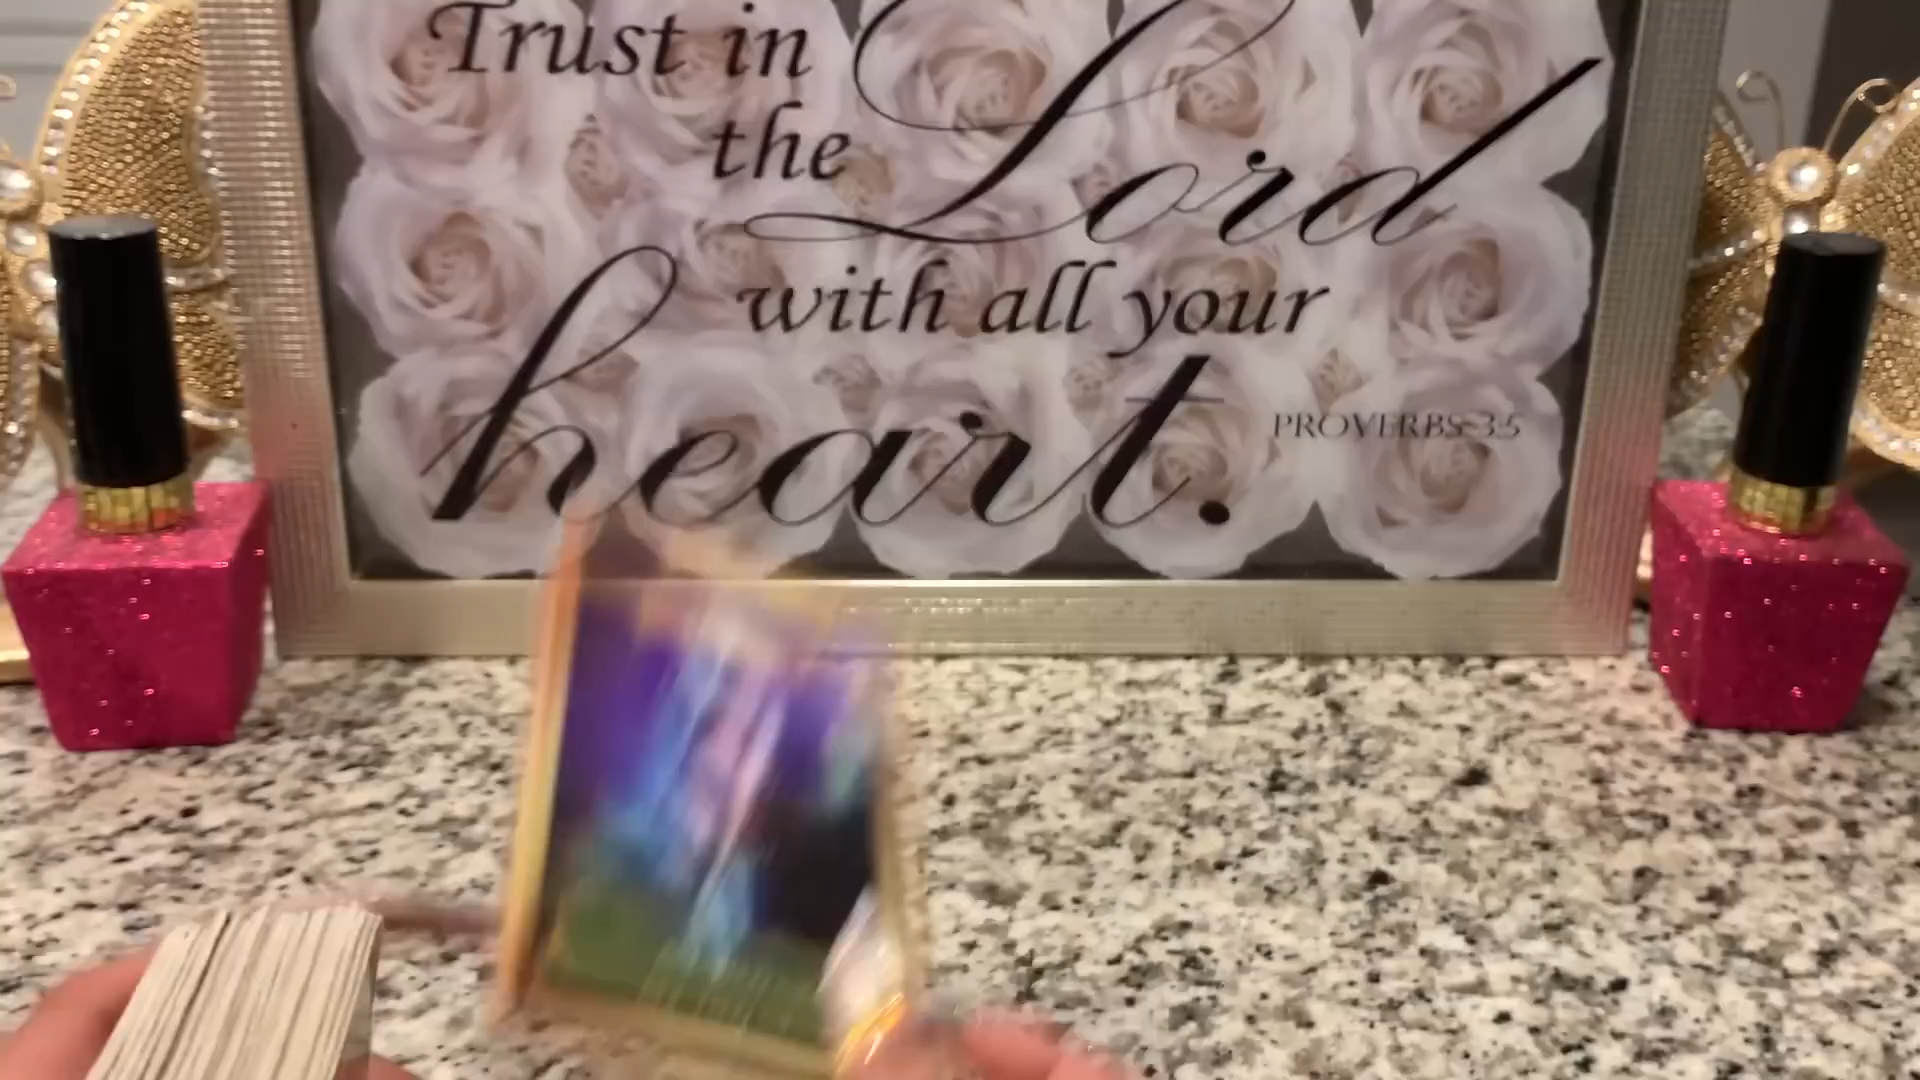 Trust in
the Lord
with all your
heart.
PROVERBS 3:5